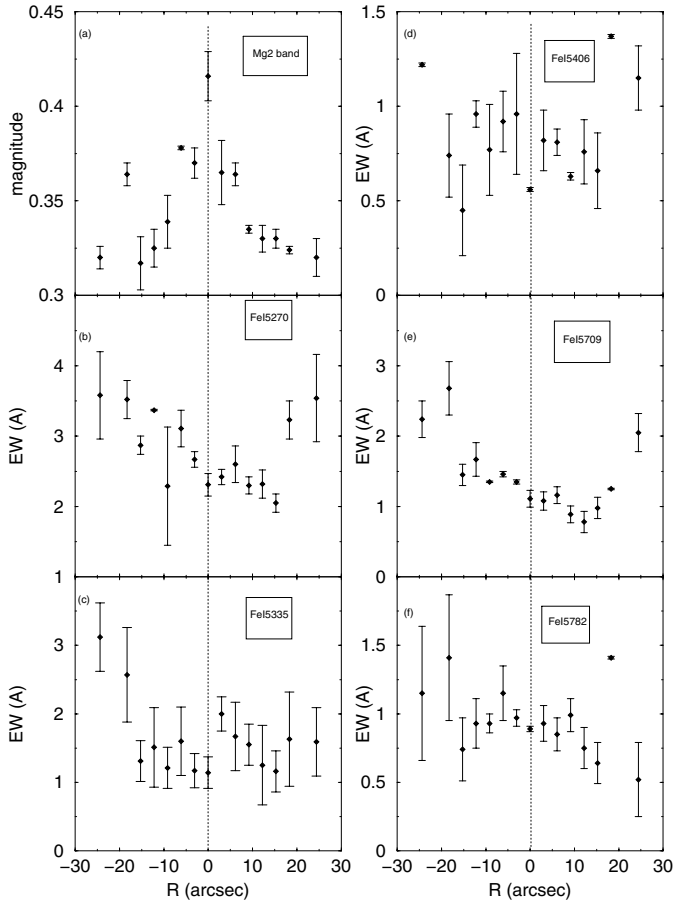 (a)
Mg2 band
magnitude
0.45
0.4
0.35
0.3
(b)
FeI5270
EW (A)
4
3
2
1
(c)
FeI5335
EW (A)
3
2
1
0
−30 −20 −10 0 10 20 30
R (arcsec)
(d)
FeI5406
EW (A)
1.5
1
0.5
0
(e)
FeI5709
EW (A)
3
2
1
0
(f)
FeI5782
EW (A)
1.5
1
0.5
0
−30 −20 −10 0 10 20 30
R (arcsec)